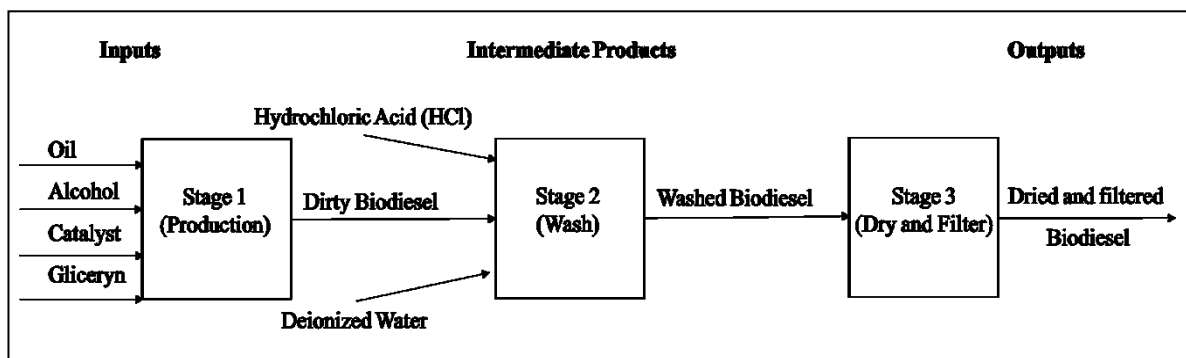 Inputs
Intermediate Products
Outputs
Hydrochloric Acid (HCl)
Oil
Alcohol
Catalyst
Gliceryn
Stage 1
(Production)
Dirty Biodiesel
Stage 2
(Wash)
Washed Biodiesel
Stage 3
(Dry and Filter)
Dried and filtered
Biodiesel
Deionized Water